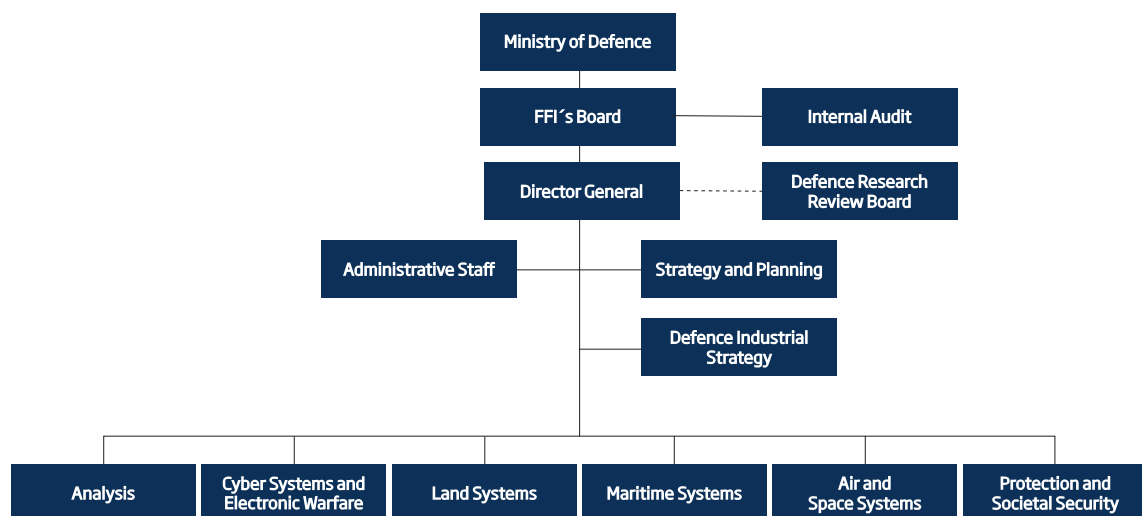 Ministry of Defence
FFI´s Board
Internal Audit
Director General
Defence Research
Review Board
Administrative Staff
Strategy and Planning
Defence Industrial
Strategy
Analysis
Cyber Systems and
Electronic Warfare
Land Systems
Maritime Systems
Air and
Space Systems
Protection and
Societal Security